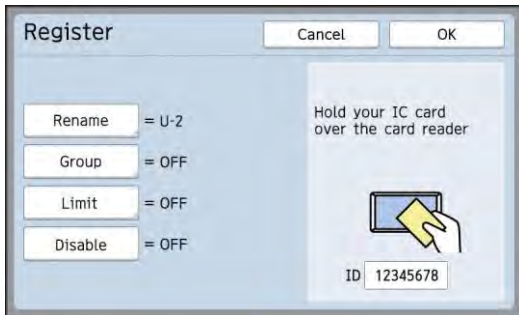 Register
Cancel
OK
Rename = U-2
Group = OFF
Limit = OFF
Disable = OFF
Hold your IC card
over the card reader
ID 12345678